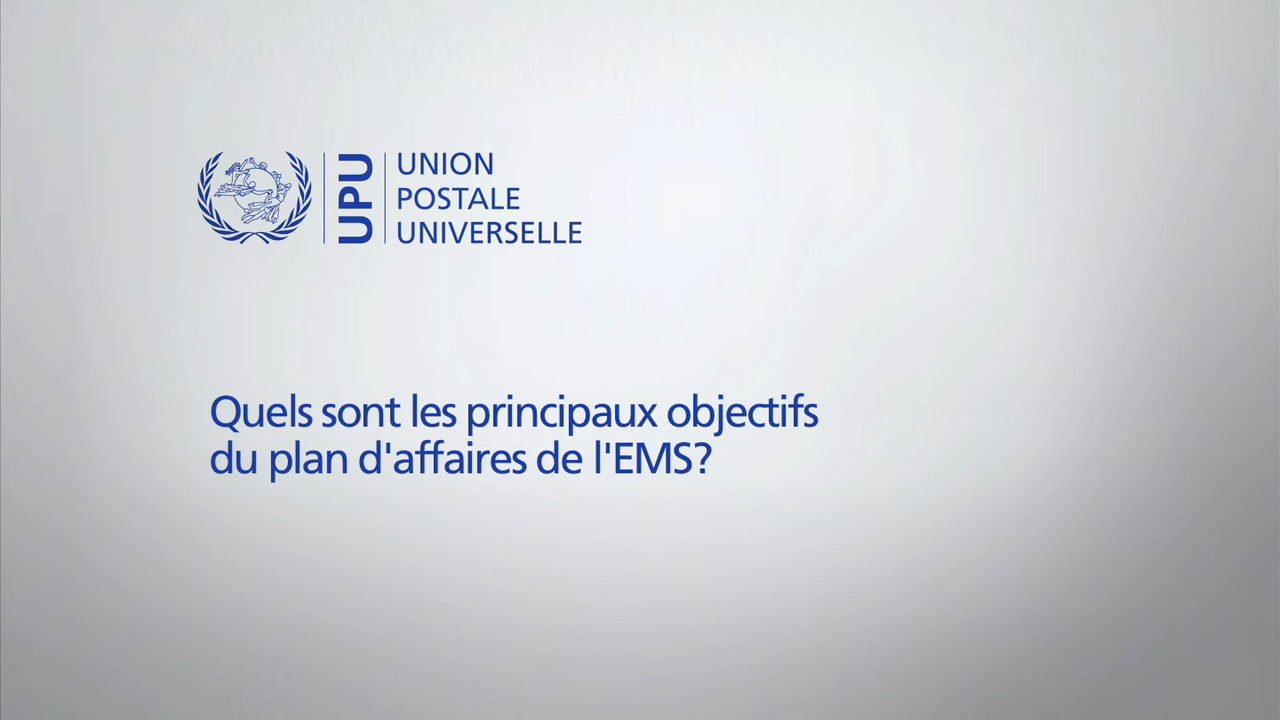 UPU
UNION
POSTALE
UNIVERSELLE
Quels sont les principaux objectifs
du plan d'affaires de l'EMS?